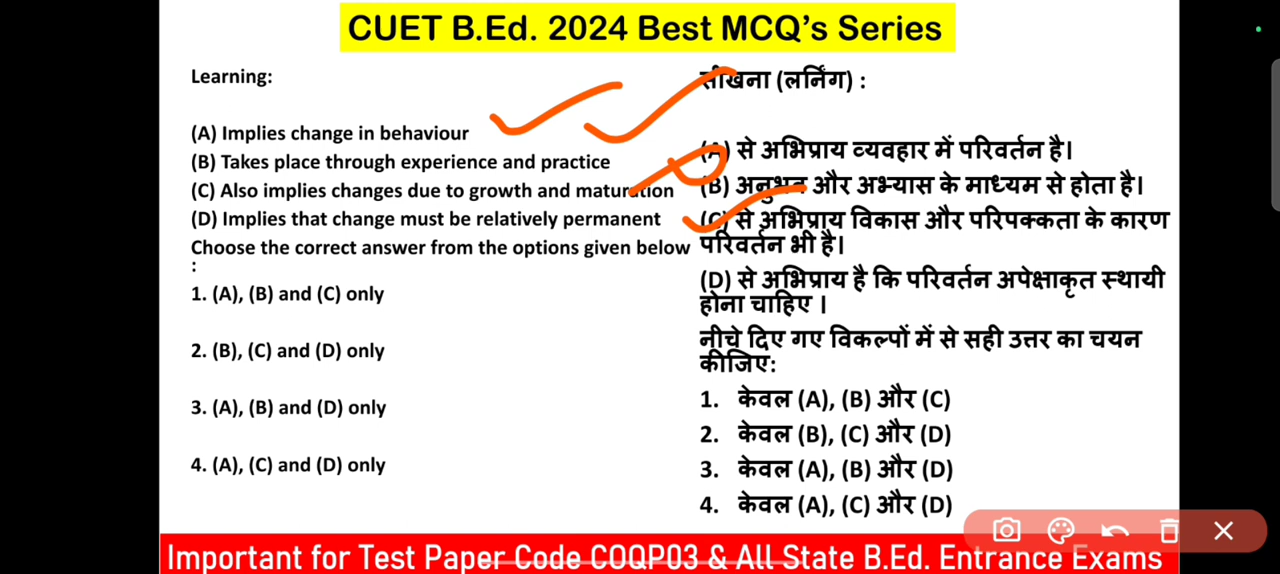 CUET B.Ed. 2024 Best MCQ's Series
Learning:
(A) Implies change in behaviour
(B) Takes place through experience and practice
(C) Also implies changes due to growth and maturation
(D) Implies that change must be relatively permanent
Choose the correct answer from the options given below
:
1. (A), (B) and (C) only
2. (B), (C) and (D) only
3. (A), (B) and (D) only
4. (A), (C) and (D) only
सीखना (लर्निंग) :
(A) से अभिप्राय व्यवहार में परिवर्तन है।
(B) अनुभव और अभ्यास के माध्यम से होता है।
(C) से अभिप्राय विकास और परिपक्कता के कारण
परिवर्तन भी है।
(D) से अभिप्राय है कि परिवर्तन अपेक्षाकृत स्थायी
होना चाहिए ।
नीचे दिए गए विकल्पों में से सही उत्तर का चयन
कीजिए:
1. केवल (A), (B) और (C)
2. केवल (B), (C) और (D)
3. केवल (A), (B) और (D)
4. केवल (A), (C) और (D)
Important for Test Paper Code COQP03 & All State B.Ed. Entrance Exams